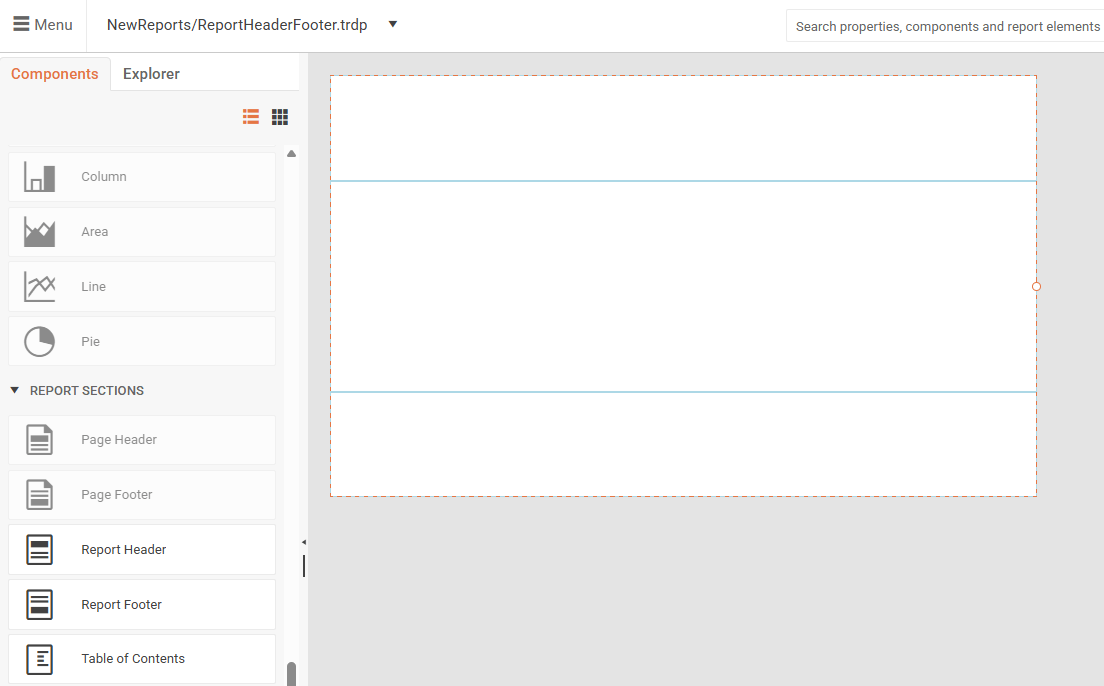 Menu
NewReports/ReportHeaderFooter.trdp
Search properties, components and report elements
Components
Explorer
Column
Area
Line
Pie
REPORT SECTIONS
Page Header
Page Footer
Report Header
Report Footer
Table of Contents